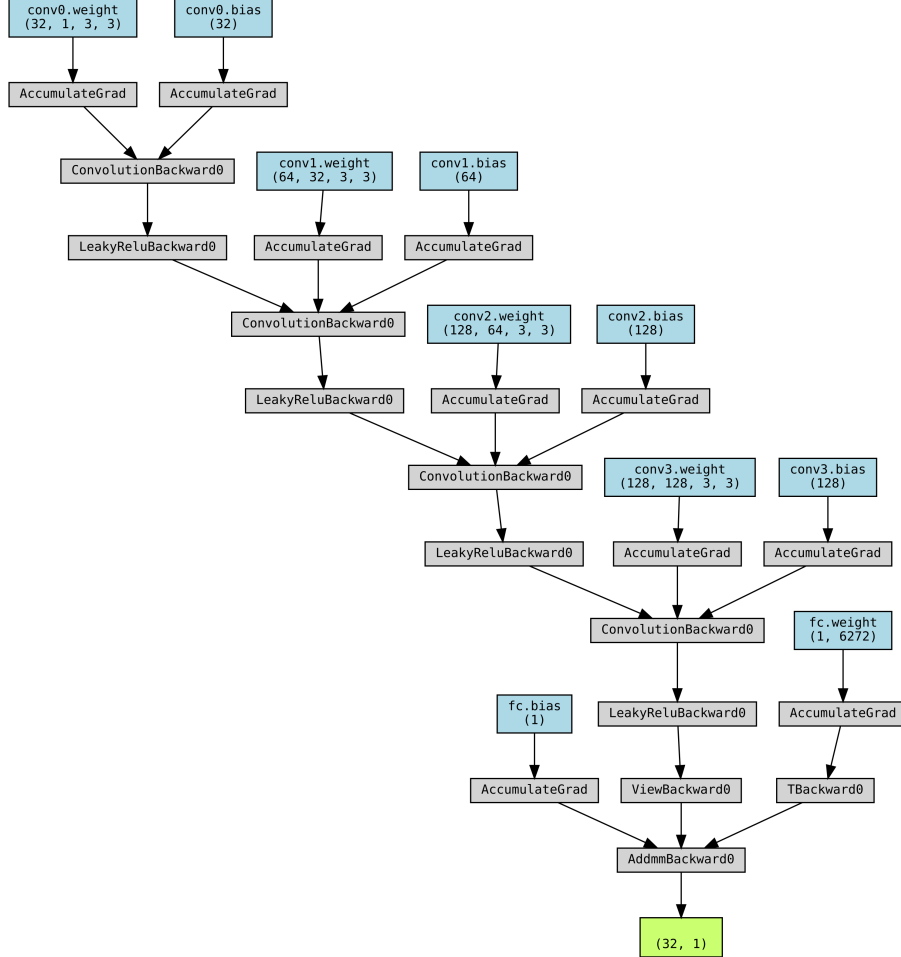 conv0.weight
(32, 1, 3, 3)
conv0.bias
(32)
AccumulateGrad
AccumulateGrad
ConvolutionBackward0
conv1.weight
(64, 32, 3, 3)
conv1.bias
(64)
LeakyReluBackward0
AccumulateGrad
AccumulateGrad
ConvolutionBackward0
conv2.weight
(128, 64, 3, 3)
conv2.bias
(128)
LeakyReluBackward0
AccumulateGrad
AccumulateGrad
ConvolutionBackward0
conv3.weight
(128, 128, 3, 3)
conv3.bias
(128)
LeakyReluBackward0
AccumulateGrad
AccumulateGrad
ConvolutionBackward0
fc.weight
(1, 6272)
fc.bias
(1)
LeakyReluBackward0
AccumulateGrad
AccumulateGrad
ViewBackward0
TBackward0
AddmmBackward0
(32, 1)